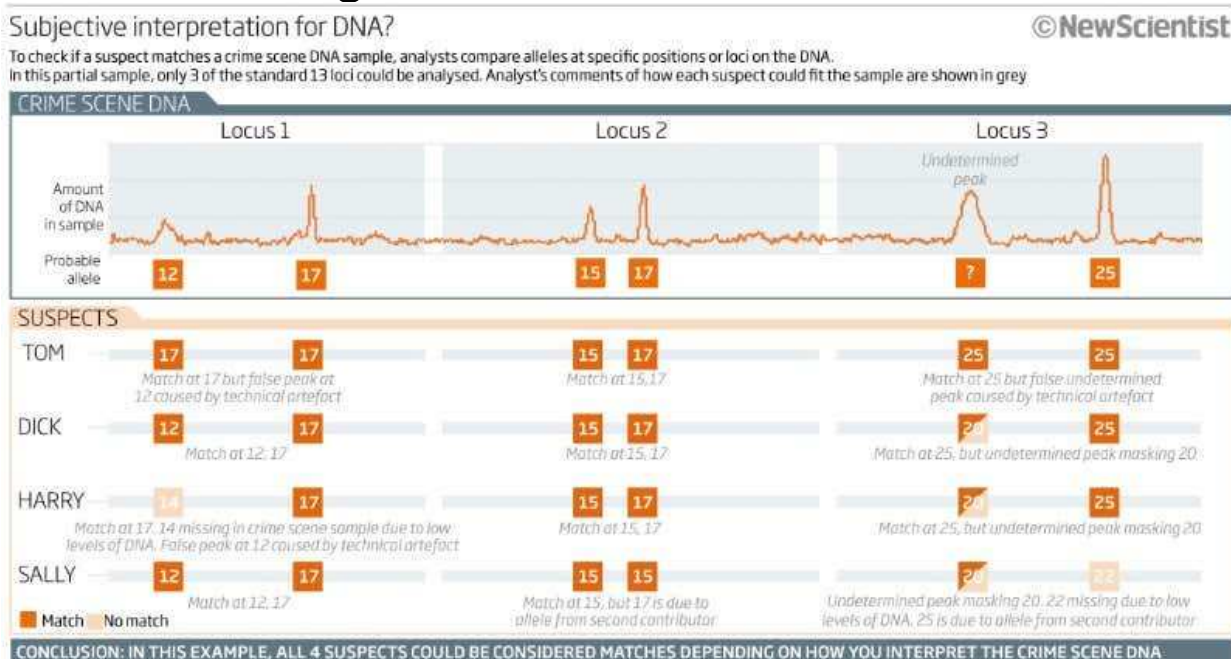 Subjective interpretation for DNA?
©NewScientist
To check if a suspect matches a crime scene DNA sample, analysts compare alleles at specific positions or loci on the DNA.
In this partial sample, only 3 of the standard 13 loci could be analysed. Analyst's comments of how each suspect could fit the sample are shown in grey
CRIME SCENE DNA
Locus 1 Locus 2 Locus 3
Undetermined
peak
Amount
of DNA
in sample
Probable
allele
12 17 15 17 ? 25
SUSPECTS
TOM 17 17 15 17 25 25
Match at 17 but false peak at
12 caused by technical artefact
Match at 15, 17
Match at 25 but false undetermined
peak caused by technical artefact
DICK 12 17 15 17 20 25
Match at 12, 17
Match at 15, 17
Match at 25, but undetermined peak masking 20
HARRY 14 17 15 17 20 25
Match at 17. 14 missing in crime scene sample due to low
levels of DNA. False peak at 12 caused by technical artefact
Match at 15, 17
Match at 25, but undetermined peak masking 20
SALLY 12 17 15 15 20 22
Match at 12, 17
Match at 15, but 17 is due to
allele from second contributor
Undetermined peak masking 20. 22 missing due to low
levels of DNA, 25 is due to allele from second contributor
Match No match
CONCLUSION: IN THIS EXAMPLE, ALL 4 SUSPECTS COULD BE CONSIDERED MATCHES DEPENDING ON HOW YOU INTERPRET THE CRIME SCENE DNA